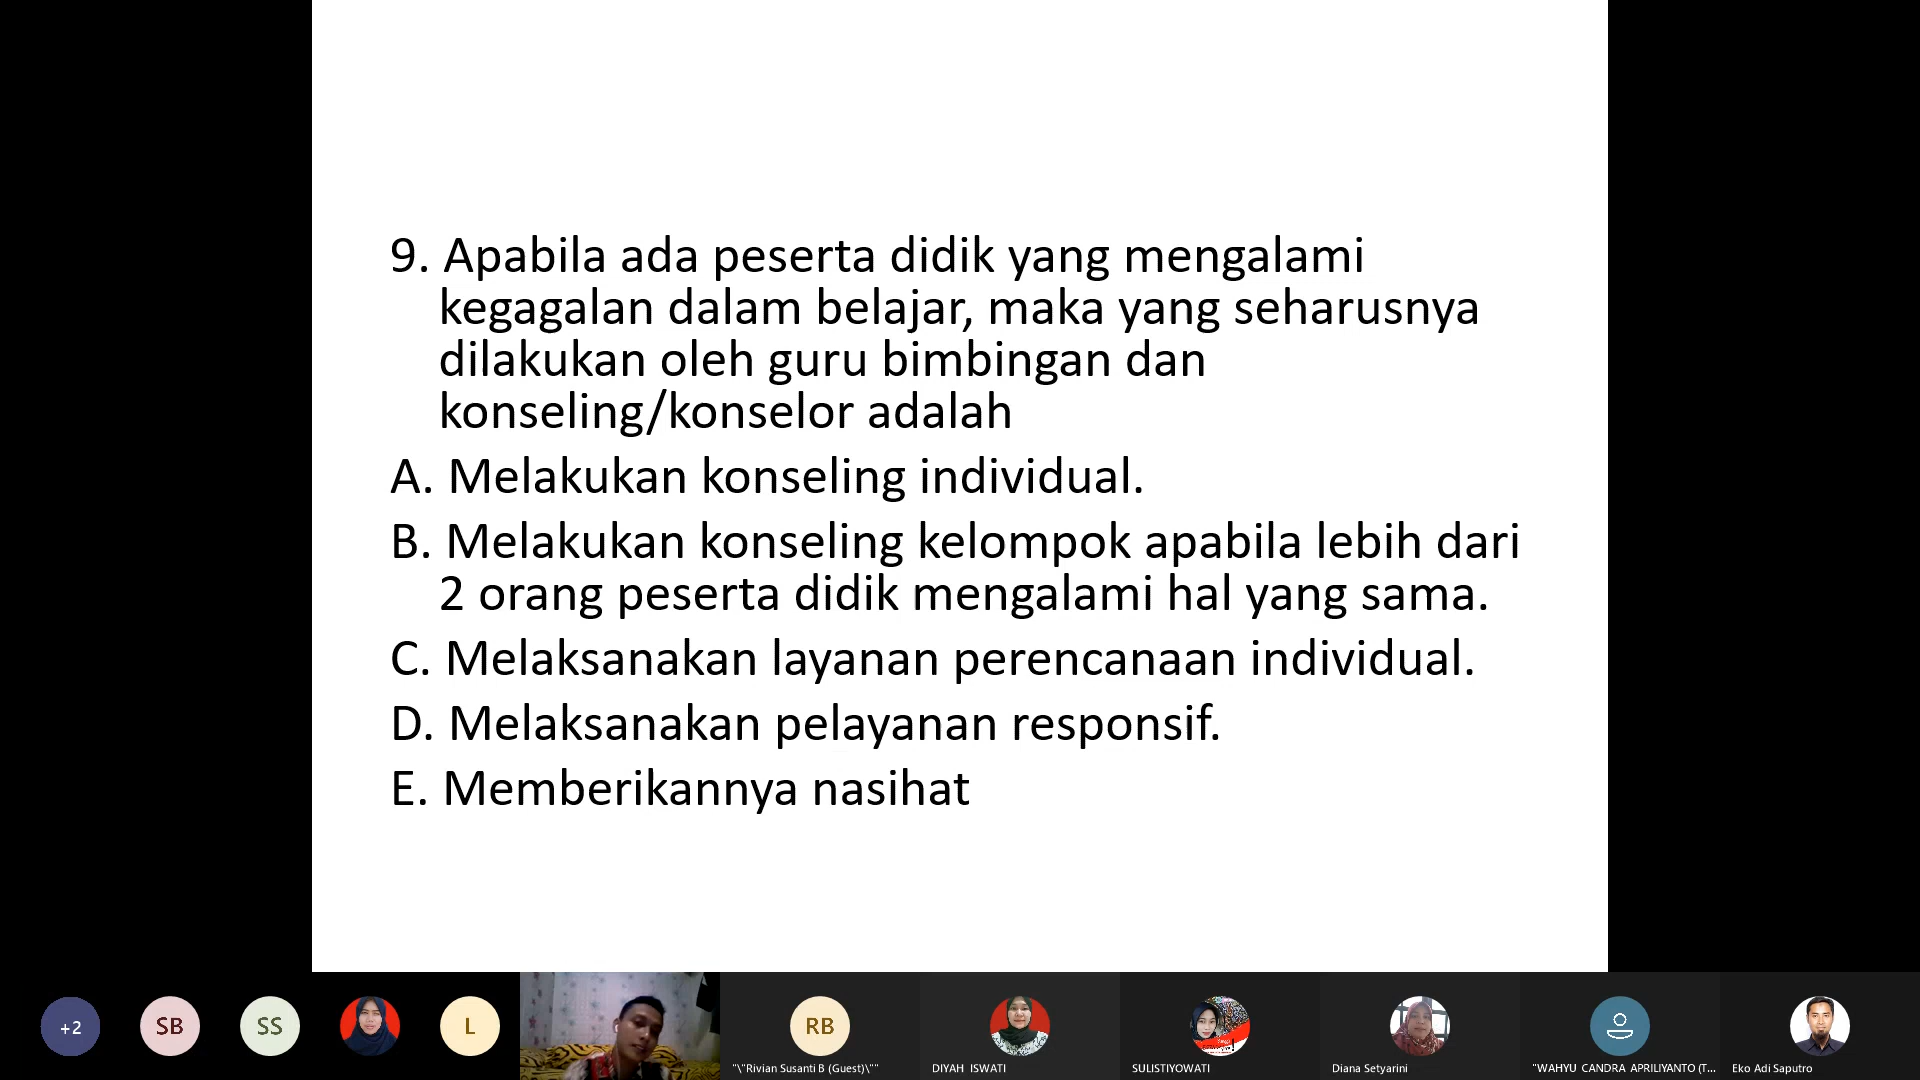 9. Apabila ada peserta didik yang mengalami
kegagalan dalam belajar, maka yang seharusnya
dilakukan oleh guru bimbingan dan
konseling/konselor adalah
A. Melakukan konseling individual.
B. Melakukan konseling kelompok apabila lebih dari
2 orang peserta didik mengalami hal yang sama.
C. Melaksanakan layanan perencanaan individual.
D. Melaksanakan pelayanan responsif.
E. Memberikannya nasihat
+2
SB
SS
L
RB
"\"Rivian Susanti B (Guest)\""
DIYAH ISWATI
SULISTIYOWATI
Diana Setyarini
"WAHYU CANDRA APRILIYANTO (T...
Eko Adi Saputro